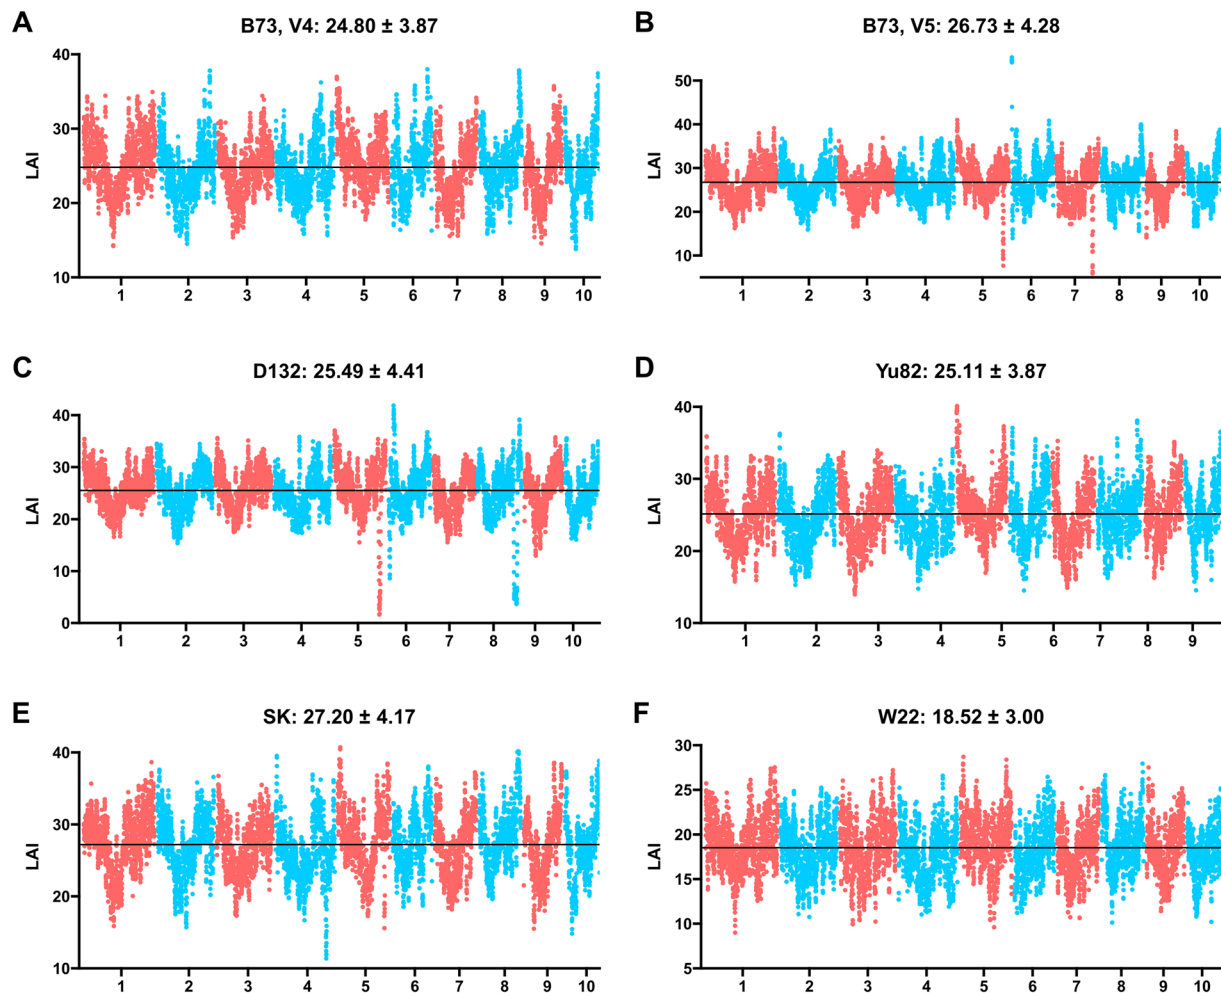 A
B73, V4: 24.80 ± 3.87
LAI
40
30
20
10
1 2 3 4 5 6 7 8 9 10
B
B73, V5: 26.73 ± 4.28
LAI
50
40
30
20
10
1 2 3 4 5 6 7 8 9 10
C
D132: 25.49 ± 4.41
LAI
40
30
20
10
0
1 2 3 4 5 6 7 8 9 10
D
Yu82: 25.11 ± 3.87
LAI
40
30
20
10
1 2 3 4 5 6 7 8 9
E
SK: 27.20 ± 4.17
LAI
40
30
20
10
1 2 3 4 5 6 7 8 9 10
F
W22: 18.52 ± 3.00
LAI
30
25
20
15
10
5
1 2 3 4 5 6 7 8 9 10